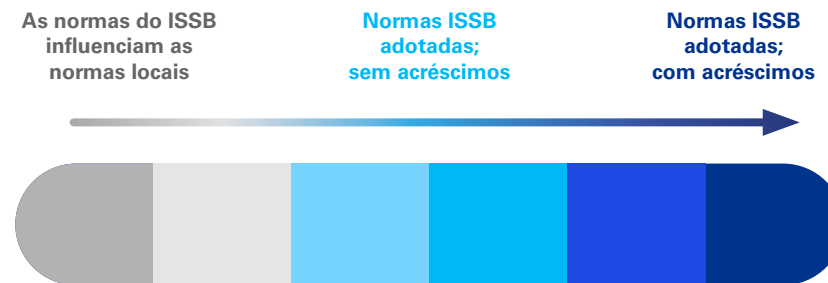 As normas do ISSB
influenciam as
normas locais
Normas ISSB
adotadas;
sem acréscimos
Normas ISSB
adotadas;
com acréscimos